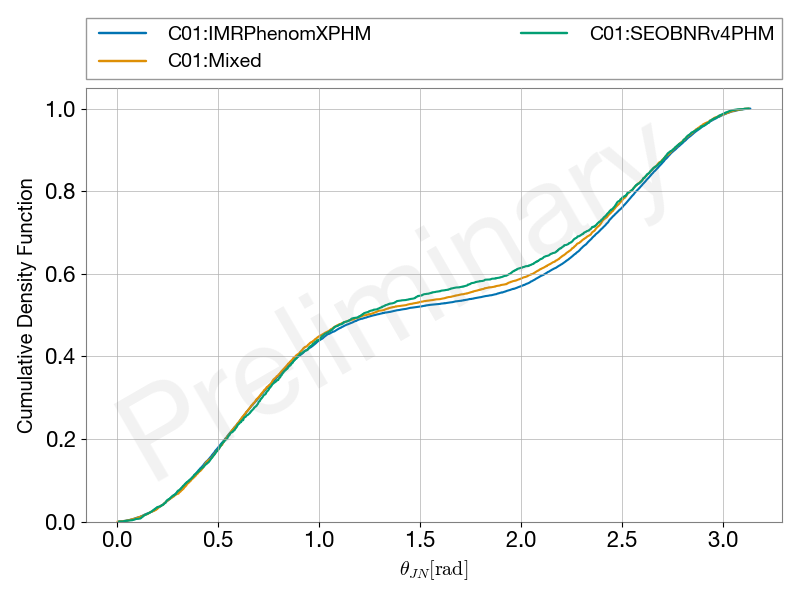 C01:IMRPhenomXPHM
C01:Mixed
C01:SEOBNRv4PHM
Preliminary
Cumulative Density Function
1.0
0.8
0.6
0.4
0.2
0.0
0.0 0.5 1.0 1.5 2.0 2.5 3.0
θ_JN[rad]